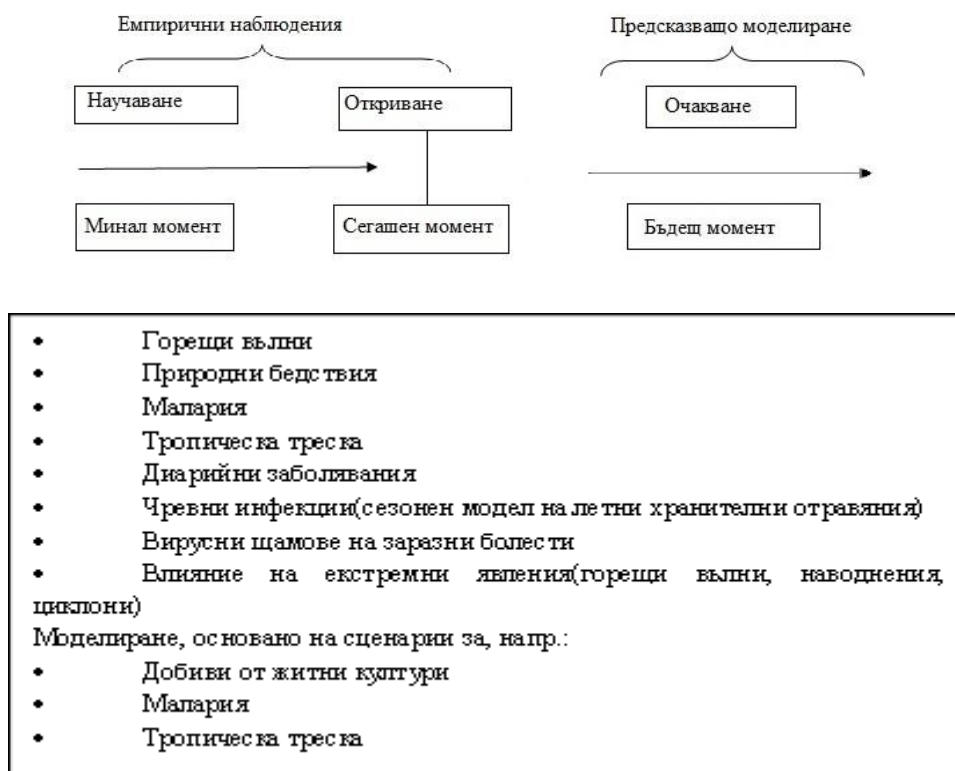 Емпирични наблюдения Предсказващо моделиране
Научаване Откриване Очакване
Минал момент Сегашен момент Бъдещ момент
• Горещи вълни
• Природни бедствия
• Малария
• Тропическа треска
• Диарийни заболявания
• Чревни инфекции(сезонен модел на летни хранителни отравяния)
• Вирусни щамове на заразни болести
• Влияние на екстремни явления(горещи вълни, наводнения,
циклони)
Моделиране, основано на сценарии за, напр.:
• Добиви от житни култури
• Малария
• Тропическа треска